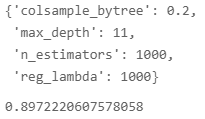 {'colsample_bytree': 0.2,
'max_depth': 11,
'n_estimators': 1000,
'reg_lambda': 1000}
0.8972220607578058